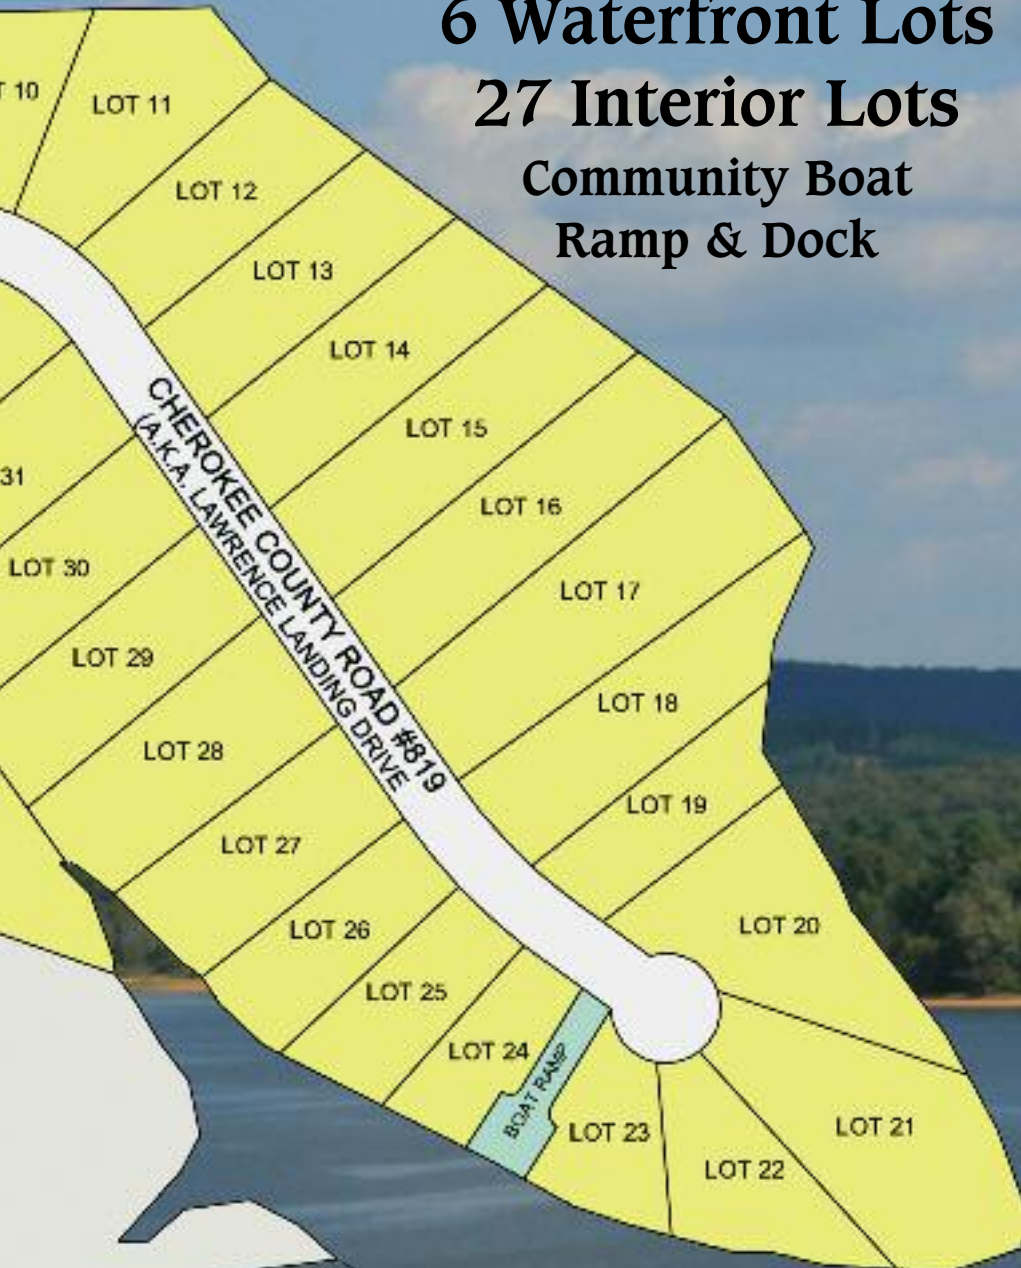 6 Waterfront Lots
27 Interior Lots
Community Boat
Ramp & Dock
T 10
LOT 11
LOT 12
LOT 13
LOT 14
LOT 15
LOT 16
LOT 17
LOT 18
LOT 19
LOT 20
LOT 21
LOT 22
LOT 23
BOAT RAMP
LOT 24
LOT 25
LOT 26
LOT 27
LOT 28
LOT 29
LOT 30
31
CHEROKEE COUNTY ROAD #819
(A.K.A. LAWRENCE LANDING DRIVE